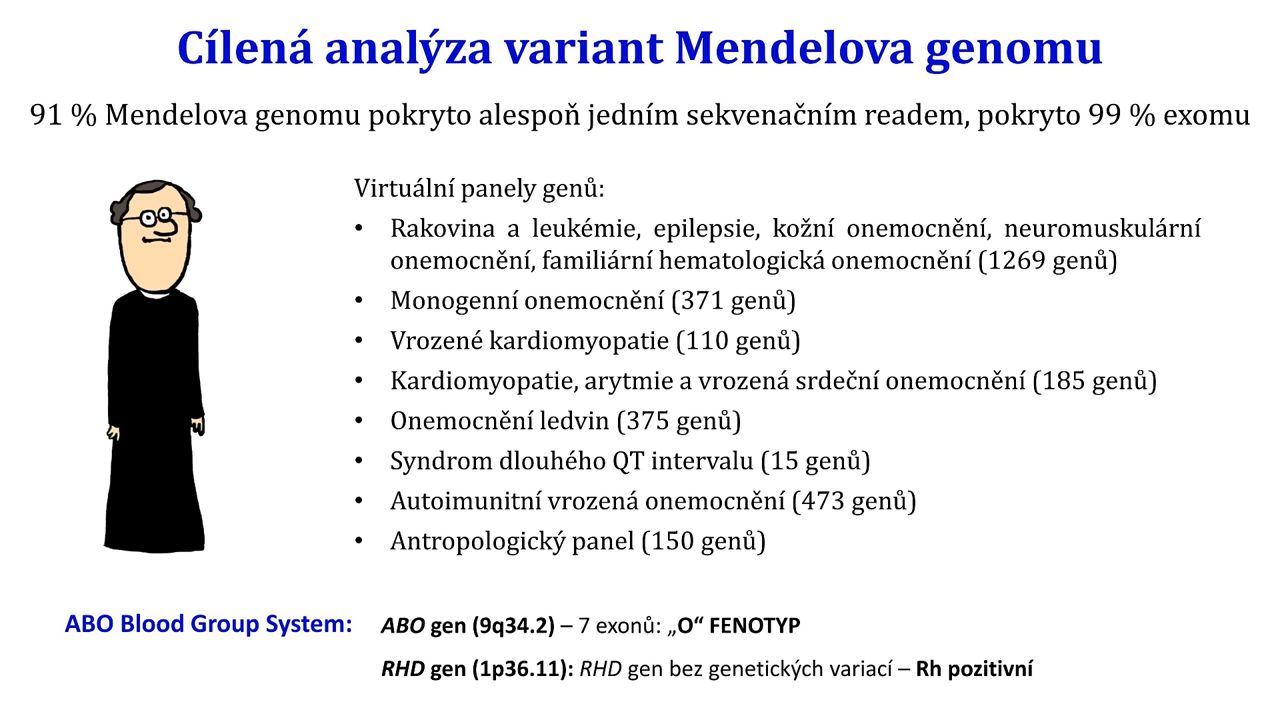 Cílená analýza variant Mendelova genomu
91 % Mendelova genomu pokryto alespoň jedním sekvenačním readem, pokryto 99 % exomu
Virtuální panely genů:
• Rakovina a leukémie, epilepsie, kožní onemocnění, neuromuskulární
onemocnění, familiární hematologická onemocnění (1269 genů)
• Monogenní onemocnění (371 genů)
• Vrozené kardiomyopatie (110 genů)
• Kardiomyopatie, arytmie a vrozená srdeční onemocnění (185 genů)
• Onemocnění ledvin (375 genů)
• Syndrom dlouhého QT intervalu (15 genů)
• Autoimunitní vrozená onemocnění (473 genů)
• Antropologický panel (150 genů)
ABO Blood Group System: ABO gen (9q34.2) – 7 exonů: „O“ FENOTYP
RHD gen (1p36.11): RHD gen bez genetických variací – Rh pozitivní